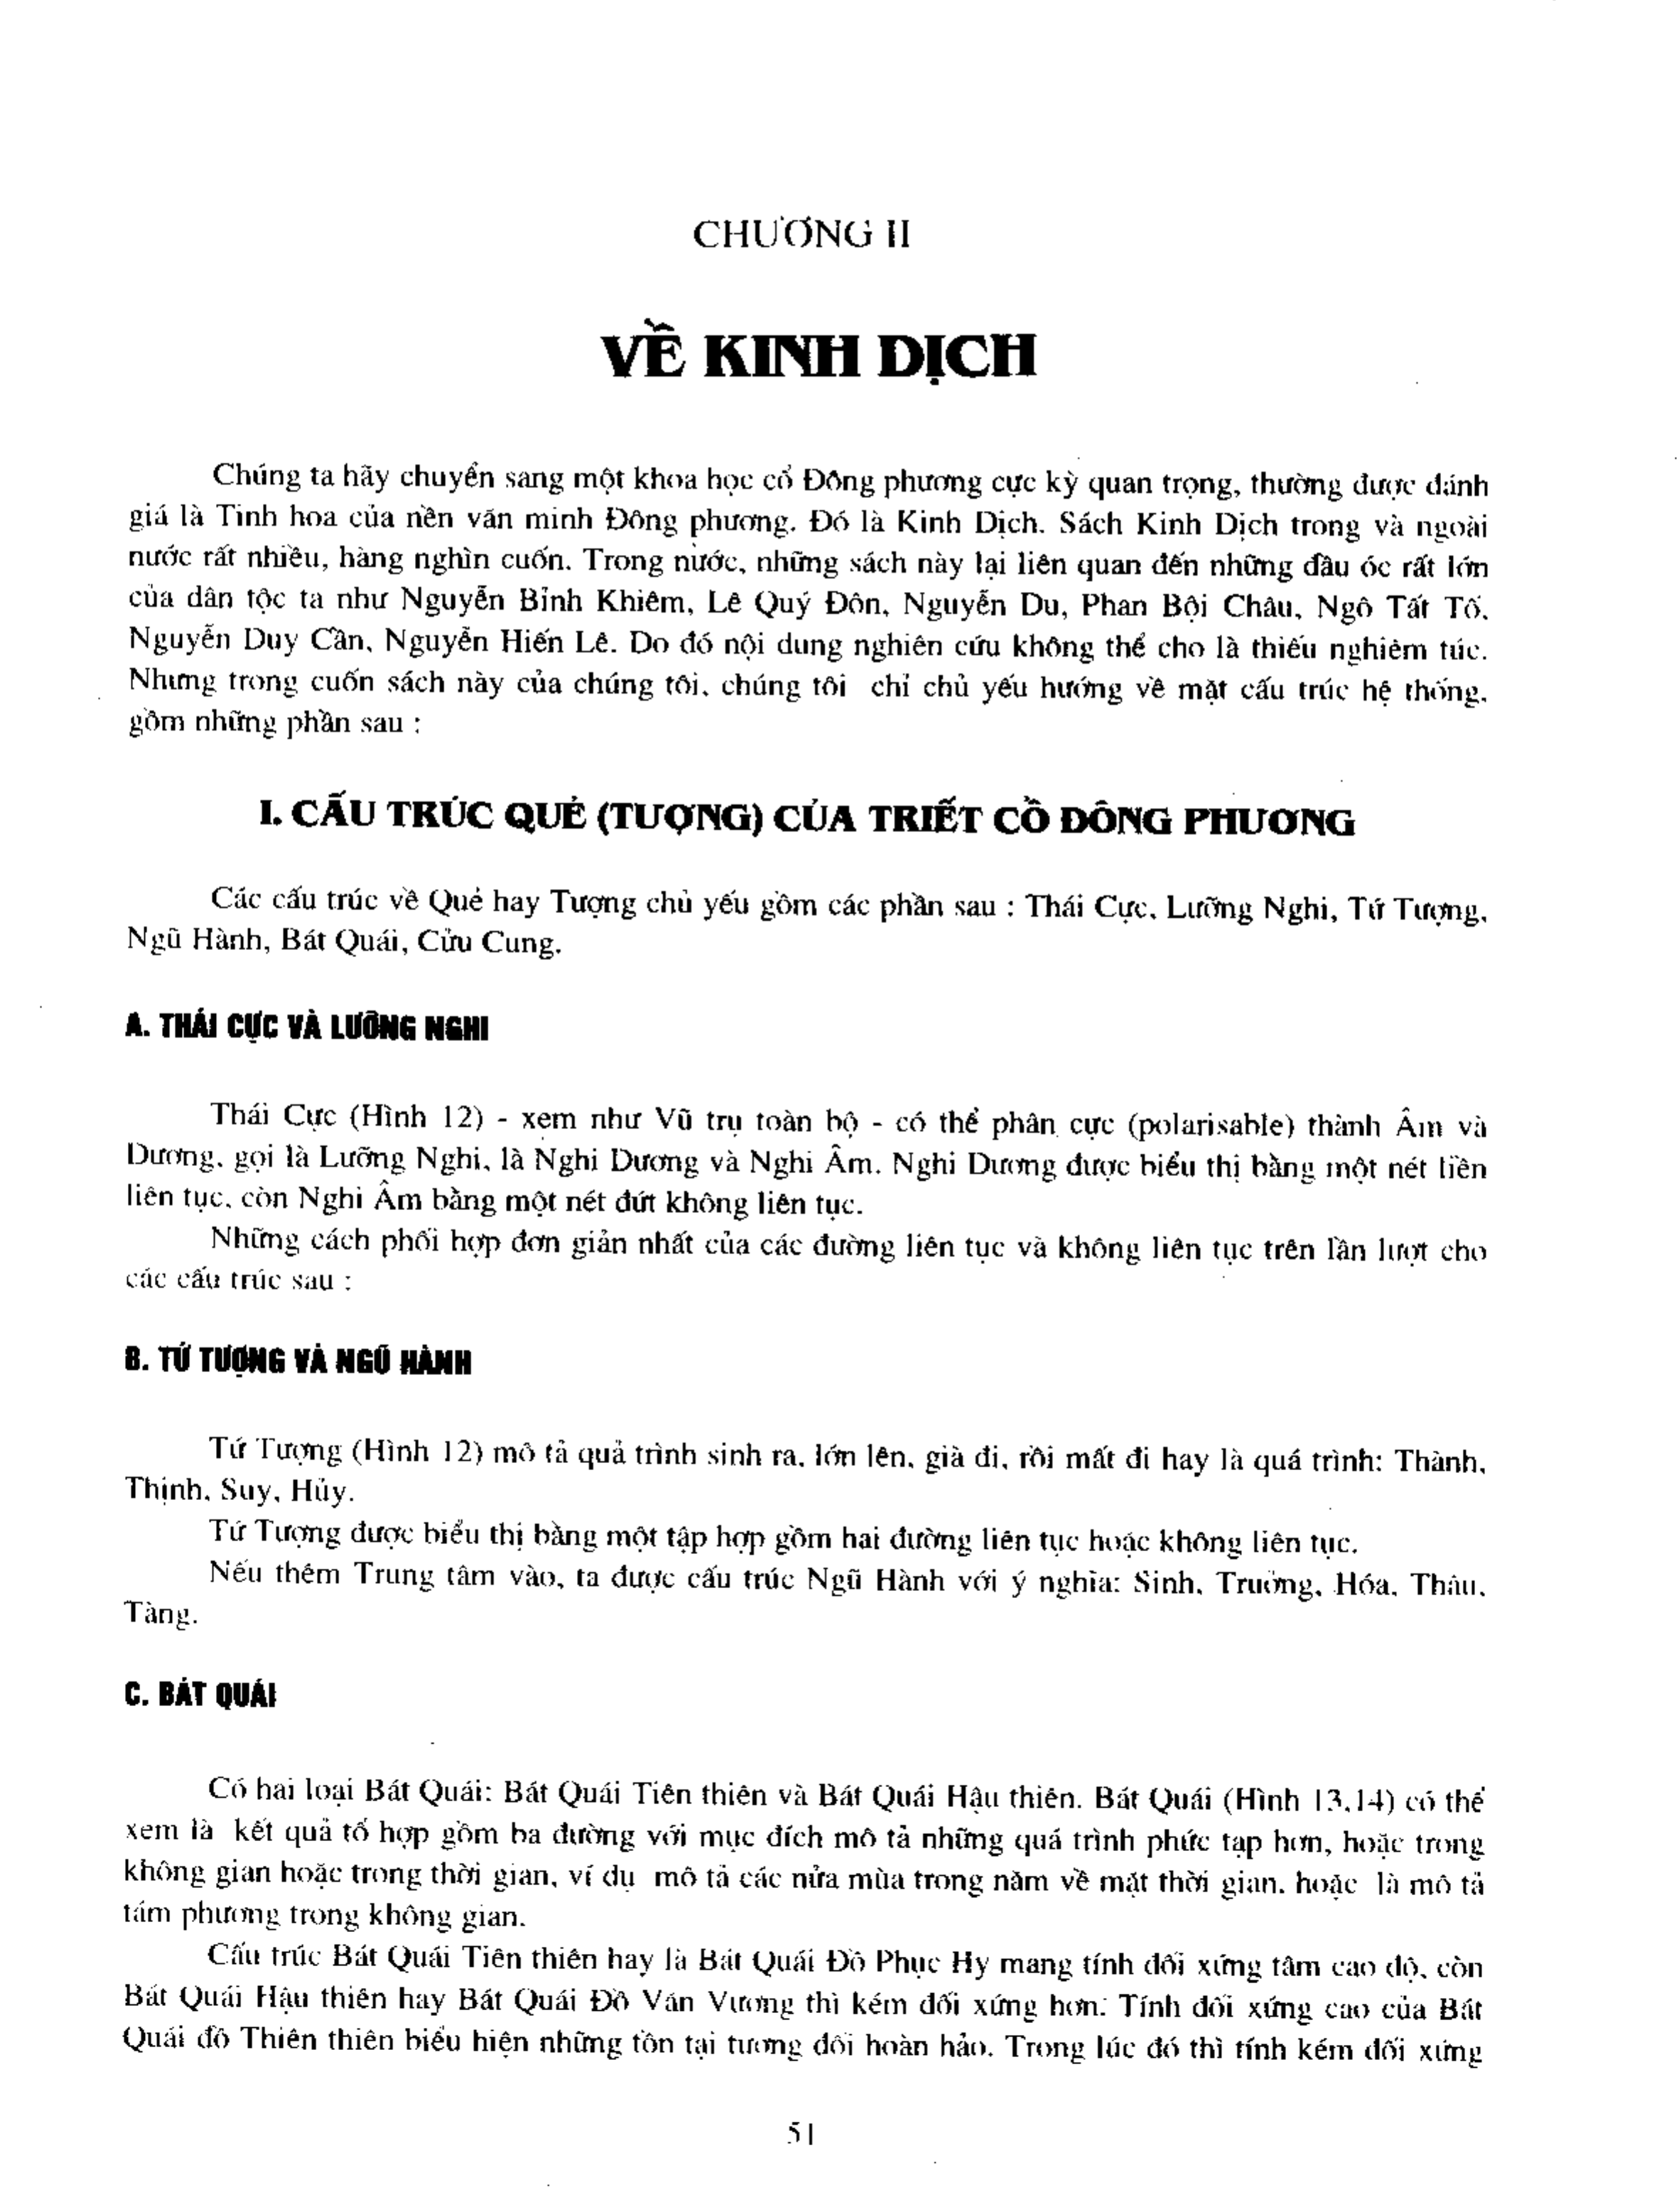 CHƯƠNG II
VỀ KINH DỊCH
Chúng ta hãy chuyển sang một khoa học cổ Đông phương cực kỳ quan trọng, thường được đánh
giá là Tinh hoa của nền văn minh Đông phương. Đó là Kinh Dịch. Sách Kinh Dịch trong và ngoài
nước rất nhiều, hàng nghìn cuốn. Trong nước, những sách này lại liên quan đến những đầu óc rất lớn
của dân tộc ta như Nguyễn Bỉnh Khiêm, Lê Quý Đôn, Nguyễn Du, Phan Bội Châu, Ngô Tất Tố,
Nguyễn Duy Cần, Nguyễn Hiến Lê. Do đó nội dung nghiên cứu không thể cho là thiếu nghiêm túc.
Nhưng trong cuốn sách này của chúng tôi, chúng tôi chỉ chủ yếu hướng về mặt cấu trúc hệ thống,
gồm những phần sau :
I. CẤU TRÚC QUẺ (TƯỢNG) CỦA TRIẾT CỒ ĐÔNG PHƯƠNG
Các cấu trúc về Quẻ hay Tượng chủ yếu gồm các phần sau : Thái Cực, Lưỡng Nghi, Tứ Tượng,
Ngũ Hành, Bát Quái, Cửu Cung.
A. THÁI CỰC VÀ LƯỠNG NGHI
Thái Cực (Hình 12) - xem như Vũ trụ toàn bộ - có thể phân cực (polarisable) thành Âm và
Dương, gọi là Lưỡng Nghi, là Nghi Dương và Nghi Âm. Nghi Dương được biểu thị bằng một nét liền
liên tục, còn Nghi Âm bằng một nét đứt không liên tục.
Những cách phối hợp đơn giản nhất của các đường liên tục và không liên tục trên lần lượt cho
các cấu trúc sau :
B. TỨ TƯỢNG VÀ NGŨ HÀNH
Tứ Tượng (Hình 12) mô tả quả trình sinh ra, lớn lên, già đi, rồi mất đi hay là quá trình: Thành,
Thịnh, Suy, Hủy.
Tứ Tượng được biểu thị bằng một tập hợp gồm hai đường liên tục hoặc không liên tục.
Nếu thêm Trung tâm vào, ta được cấu trúc Ngũ Hành với ý nghĩa: Sinh, Trưởng, Hóa, Thâu,
Tàng.
C. BÁT QUÁI
Có hai loại Bát Quái: Bát Quái Tiên thiên và Bát Quái Hậu thiên. Bát Quái (Hình 13,14) có thể
xem là kết quả tổ hợp gồm ba đường với mục đích mô tả những quá trình phức tạp hơn, hoặc trong
không gian hoặc trong thời gian, ví dụ mô tả các nửa mùa trong năm về mặt thời gian, hoặc là mô tả
tám phương trong không gian.
Cấu trúc Bát Quái Tiên thiên hay là Bát Quái Đồ Phục Hy mang tính đối xứng tâm cao độ, còn
Bát Quái Hậu thiên hay Bát Quái Đồ Văn Vương thì kém đối xứng hơn. Tính đối xứng cao của Bát
Quái đồ Thiên thiên biểu hiện những tồn tại tương đối hoàn hảo. Trong lúc đó thì tính kém đối xứng
51